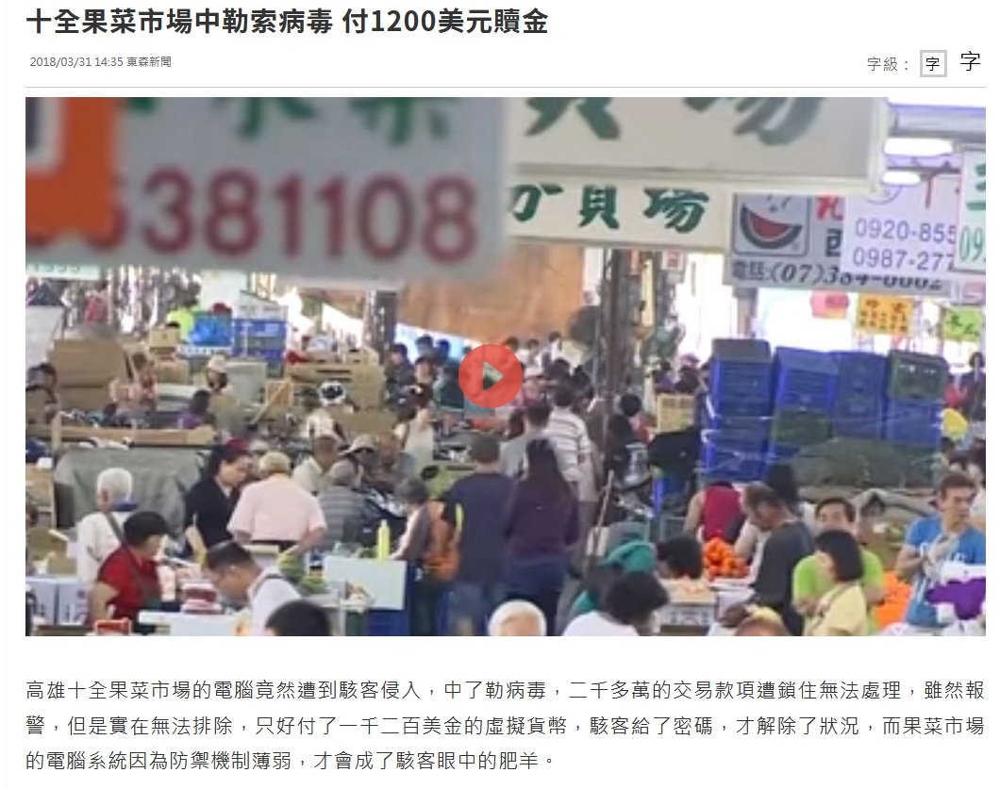 十全果菜市場中勒索病毒 付1200美元贖金
2018/03/31 14:35 東森新聞
字級：字 字
381108
貿場
0920-855
0987-277
電話:(07)384-0002
高雄十全果菜市場的電腦竟然遭到駭客侵入，中了勒病毒，二千多萬的交易款項遭鎖住無法處理，雖然報
警，但是實在無法排除，只好付了一千二百美金的虛擬貨幣，駭客給了密碼，才解除了狀況，而果菜市場
的電腦系統因為防禦機制薄弱，才會成了駭客眼中的肥羊。